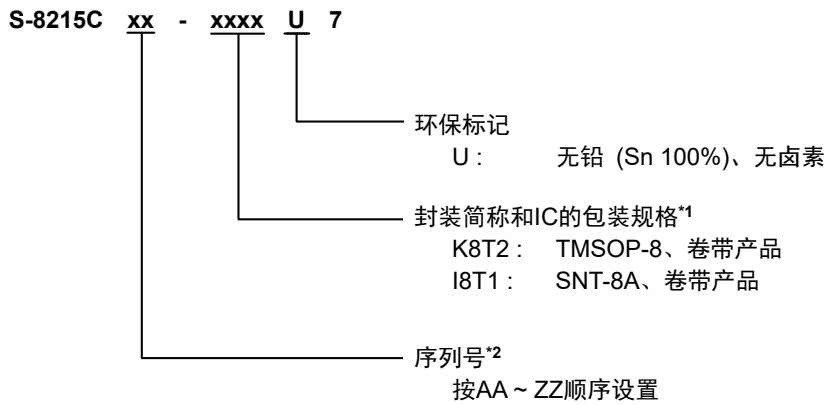 S-8215C xx - xxxx U 7
环保标记
U : 无铅 (Sn 100%)、无卤素
封装简称和IC的包装规格*1
K8T2 : TMSOP-8、卷带产品
I8T1 : SNT-8A、卷带产品
序列号*2
按AA ~ ZZ顺序设置